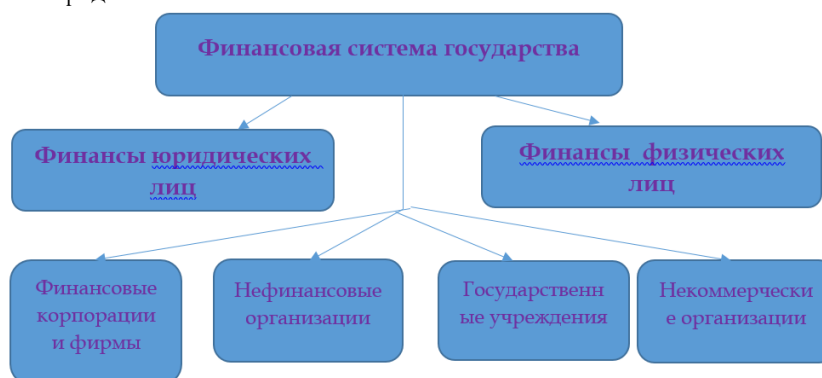 Финансовая система государства
Финансы юридических
лиц
Финансы физических
лиц
Финансовые
корпорации
и фирмы
Нефинансовые
организации
Государственн
ые учреждения
Некоммерчески
е организации